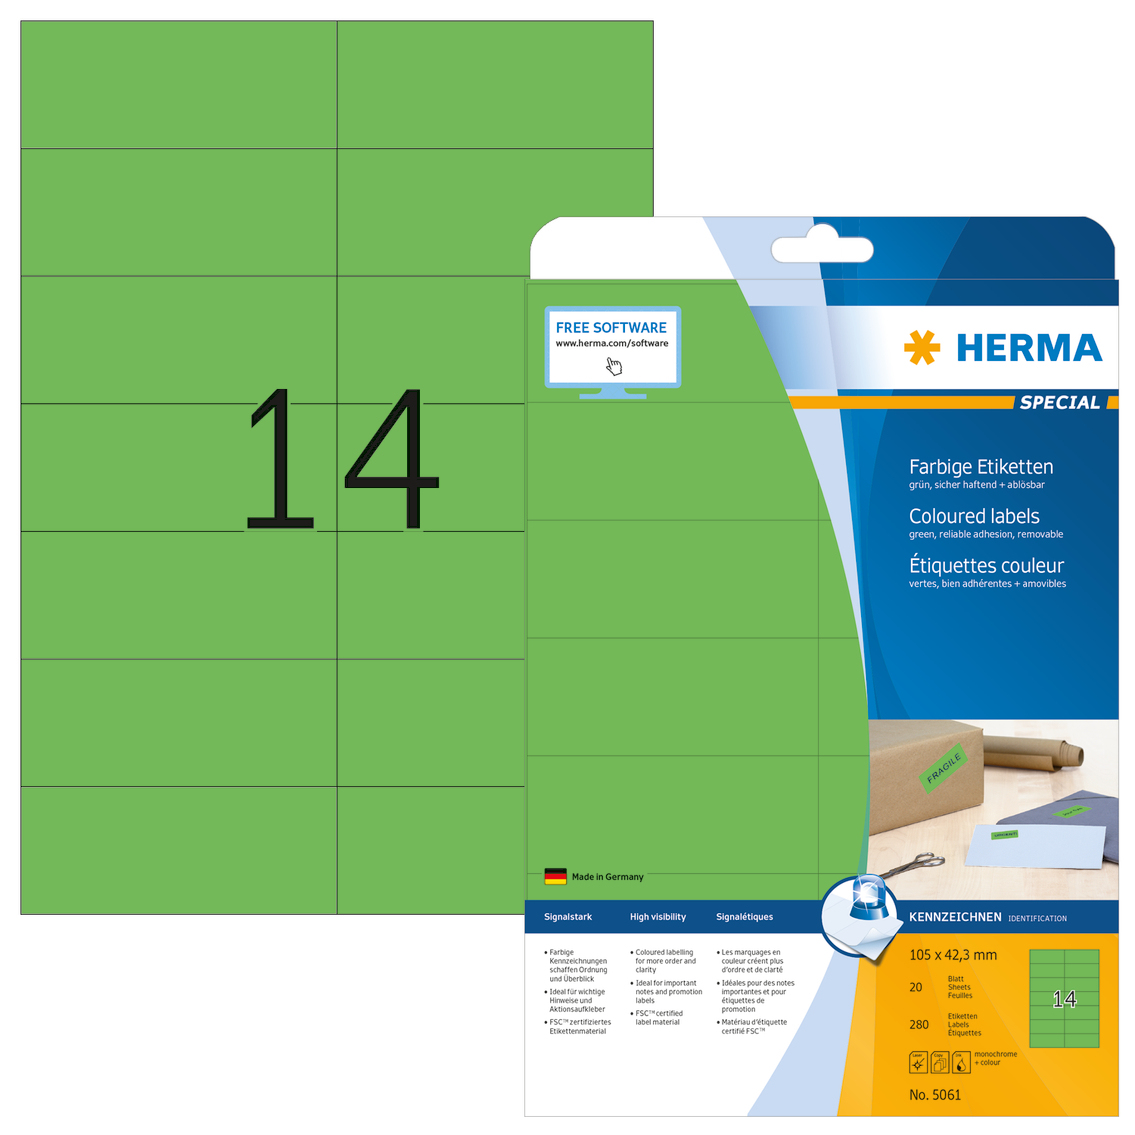 14
FREE SOFTWARE
www.herma.com/software
HERMA
SPECIAL
Farbige Etiketten
grün, sicher haftend + ablösbar
Coloured labels
green, reliable adhesion, removable
Étiquettes couleur
vertes, bien adhérentes + amovibles
FRAGILE
Made in Germany
Signalstark
High visibility
Signalétiques
KENNZEICHNEN IDENTIFICATION
• Farbige
Kennzeichnungen
schaffen Ordnung
und Überblick
• Ideal für wichtige
Hinweise und
Aktionsaufkleber
• FSC™ zertifiziertes
Etikettenmaterial
• Coloured labelling
for more order and
clarity
• Ideal for important
notes and promotion
labels
• FSC™ certified
label material
• Les marquages en
couleur créent plus
d'ordre et de clarté
• Idéales pour des notes
importantes et pour
étiquettes de
promotion
• Matériau d'étiquette
certifié FSC™
105 x 42,3 mm
20
Blatt
Sheets
Feuilles
280
Etiketten
Labels
Étiquettes
14
Laser
Copy
Ink
monochrome
+ colour
No. 5061